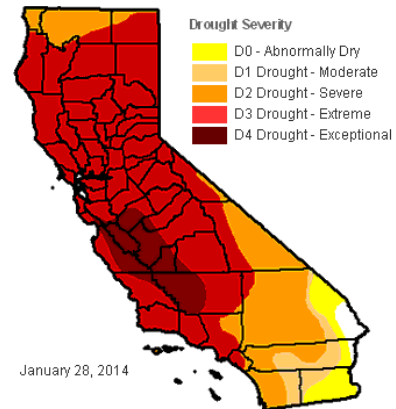 Drought Severity
D0 - Abnormally Dry
D1 Drought - Moderate
D2 Drought - Severe
D3 Drought - Extreme
D4 Drought - Exceptional
January 28, 2014